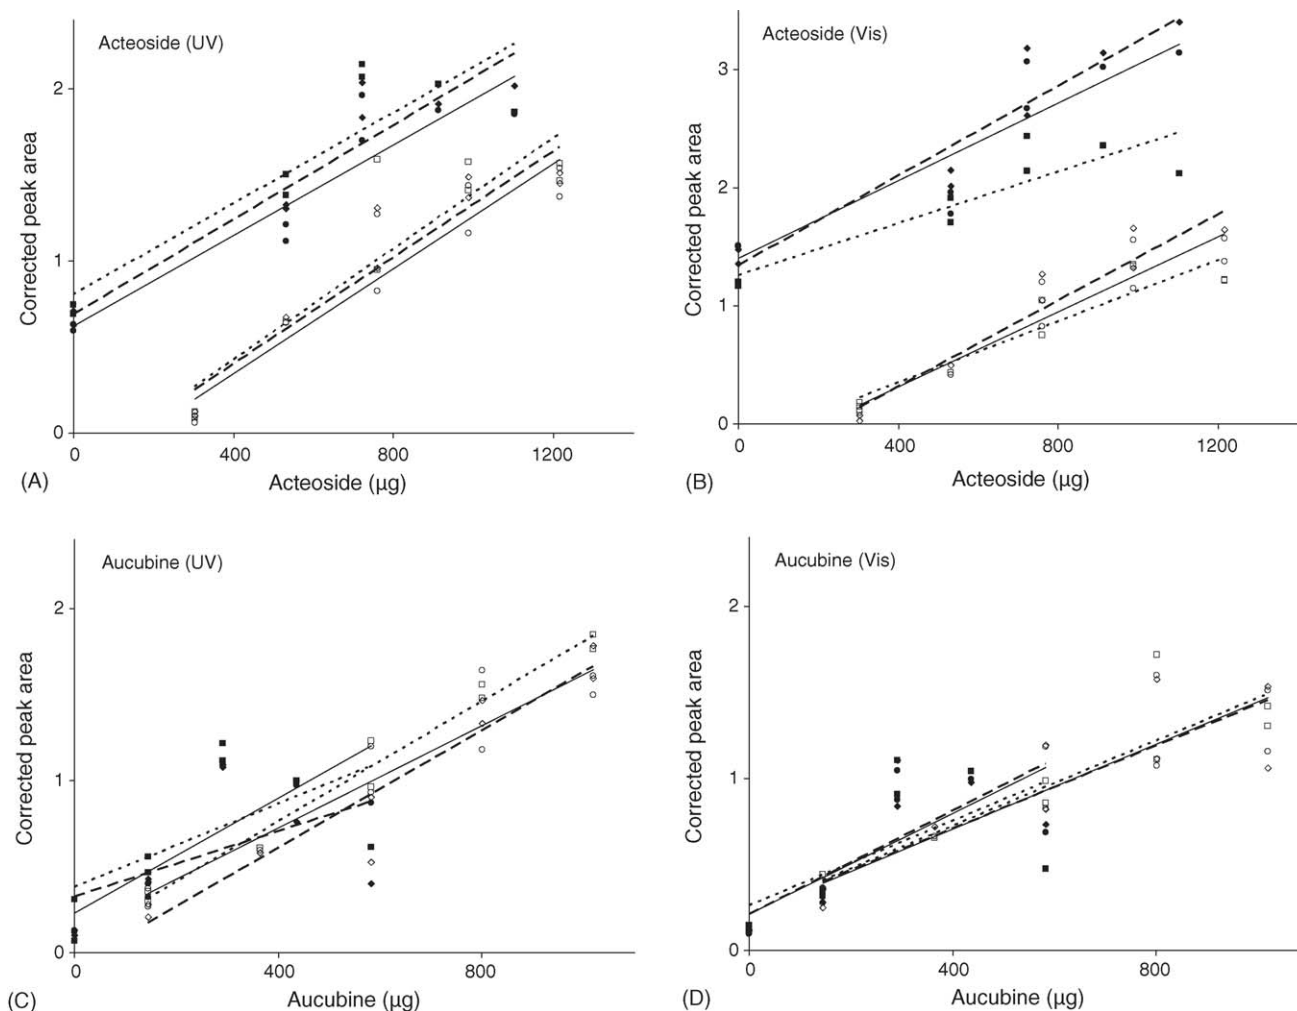 Acteoside (UV)
Corrected peak area
2
1
0
0 400 800 1200
(A)
Acteoside (µg)
Acteoside (Vis)
Corrected peak area
3
2
1
0
0 400 800 1200
(B)
Acteoside (µg)
Aucubine (UV)
Corrected peak area
2
1
0
0 400 800
(C)
Aucubine (µg)
Aucubine (Vis)
Corrected peak area
2
1
0
0 400 800
(D)
Aucubine (µg)